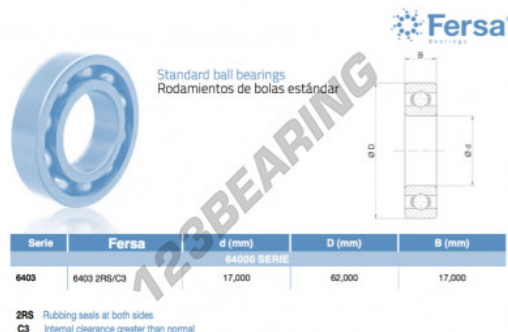 Fersa
Bearings
Standard ball bearings
Rodamientos de bolas estándar
B
Ø D
Ø d
123BEARING
Serie Fersa d (mm) D (mm) B (mm)
64000 SERIE
6403 6403 2RS/C3 17,000 62,000 17,000
2RS Rubbing seals at both sides
C3 Internal clearance greater than normal